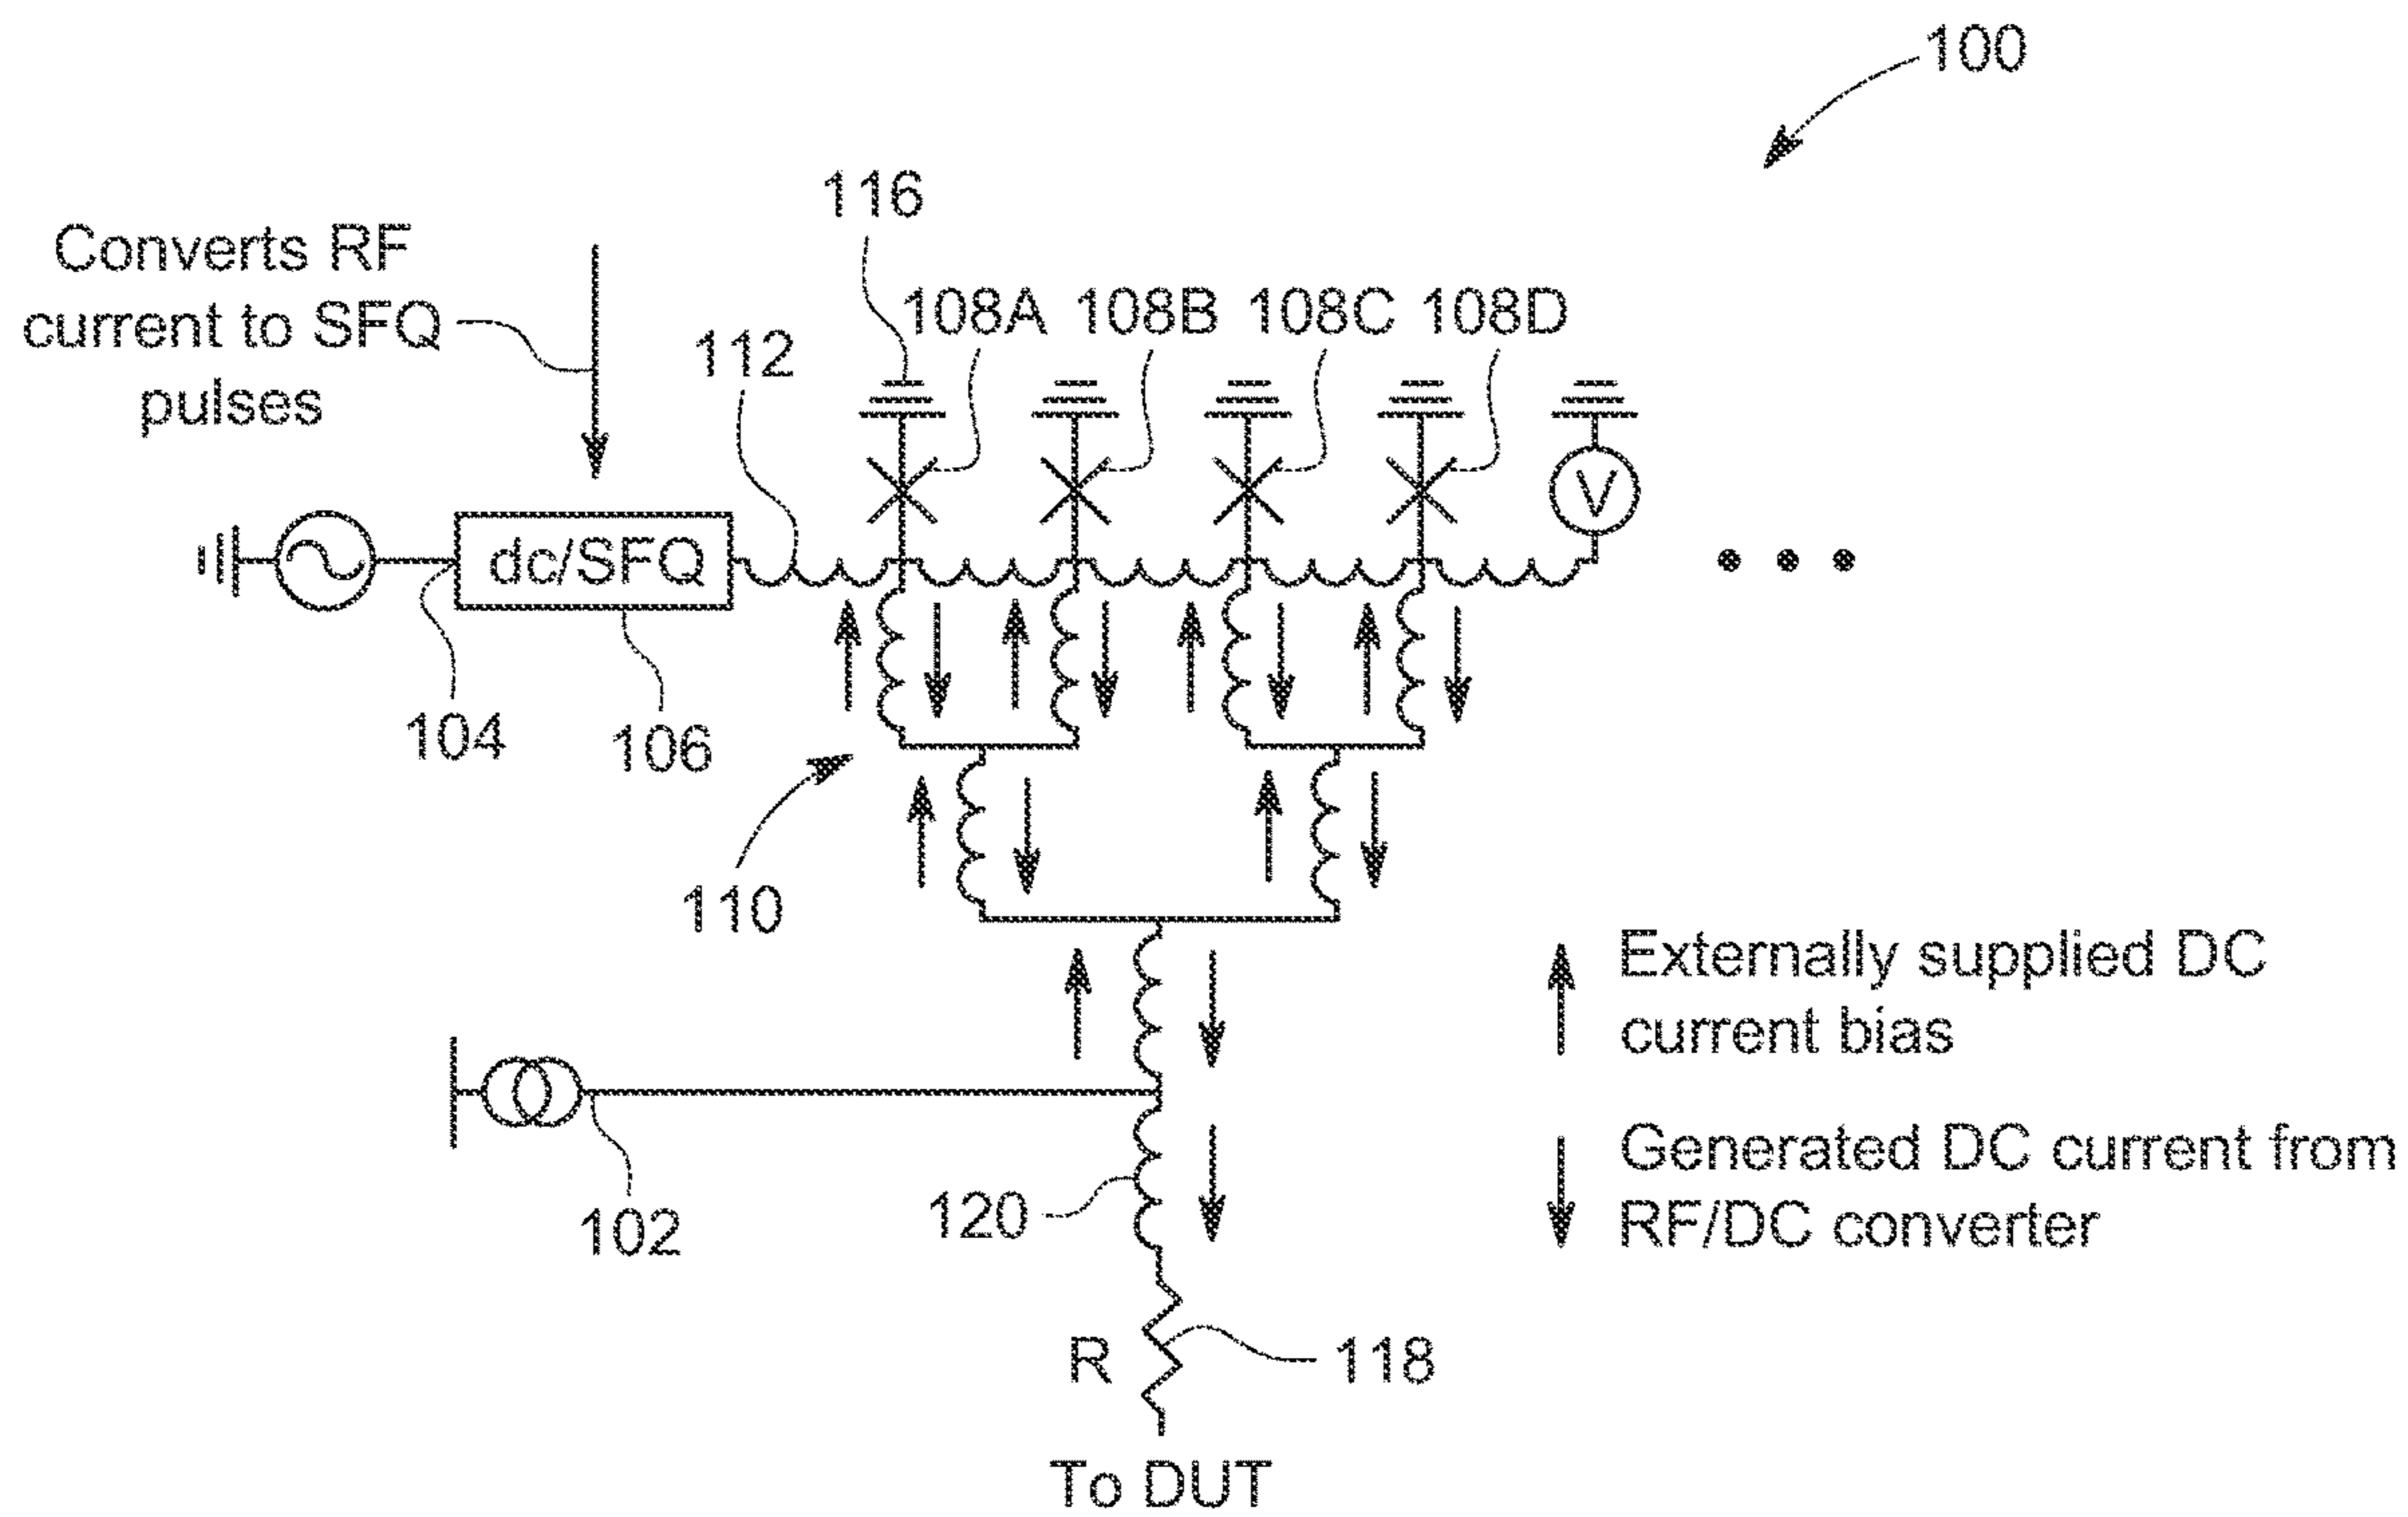 100
116
Converts RF
current to SFQ
pulses
108A 108B 108C 108D
112
V
dc/SFQ
104
106
110
Externally supplied DC
current bias
Generated DC current from
RF/DC converter
120
102
R
118
To DUT